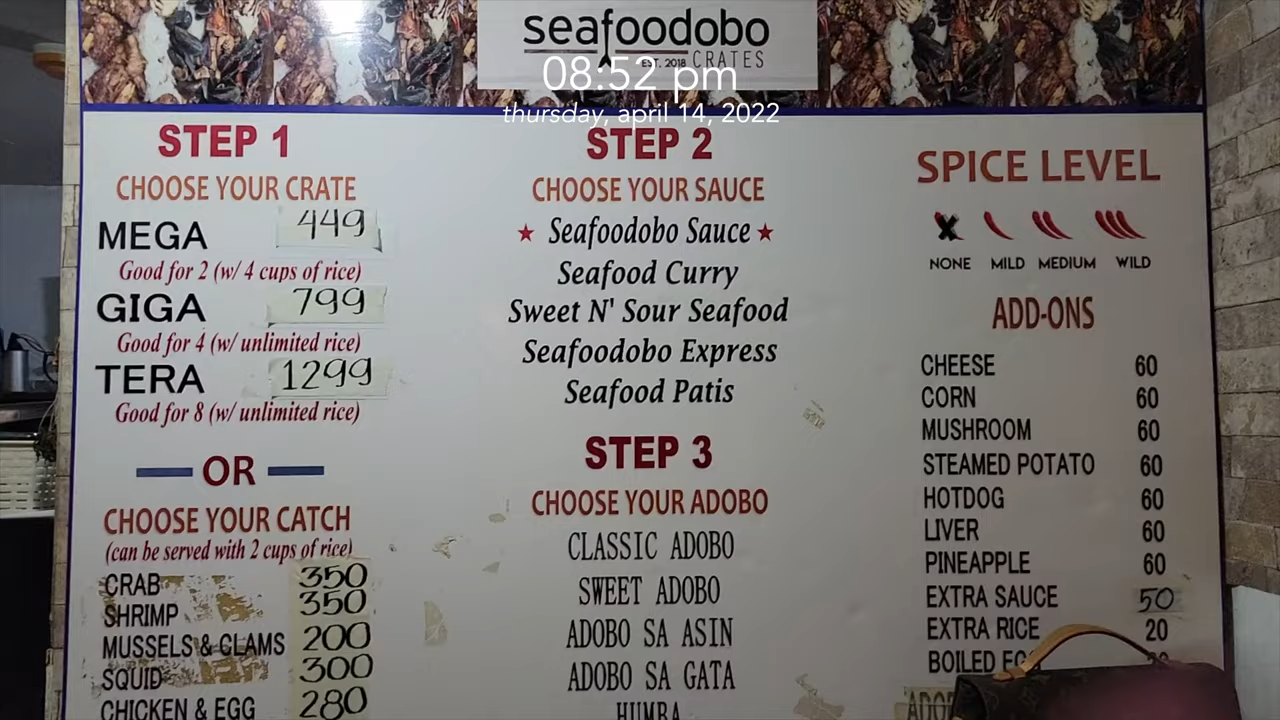 seafoodobo
EST. 2018 CRATES
08:52 pm
thursday, april 14, 2022
STEP 1
CHOOSE YOUR CRATE
MEGA 449
Good for 2 (w/ 4 cups of rice)
GIGA 799
Good for 4 (w/ unlimited rice)
TERA 1299
Good for 8 (w/ unlimited rice)
OR
CHOOSE YOUR CATCH
(can be served with 2 cups of rice)
CRAB 350
SHRIMP 350
MUSSELS & CLAMS 200
SQUID 300
CHICKEN & EGG 280
STEP 2
CHOOSE YOUR SAUCE
Seafoodobo Sauce
Seafood Curry
Sweet N' Sour Seafood
Seafoodobo Express
Seafood Patis
STEP 3
CHOOSE YOUR ADOBO
CLASSIC ADOBO
SWEET ADOBO
ADOBO SA ASIN
ADOBO SA GATA
HUMBA
SPICE LEVEL
NONE MILD MEDIUM WILD
ADD-ONS
CHEESE 60
CORN 60
MUSHROOM 60
STEAMED POTATO 60
HOTDOG 60
LIVER 60
PINEAPPLE 60
EXTRA SAUCE 50
EXTRA RICE 20
BOILED EGG